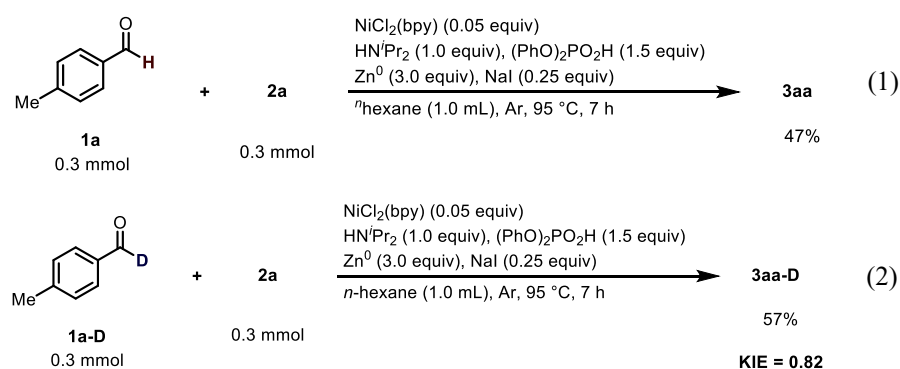 NiCl₂(bpy) (0.05 equiv)
HNⁱPr₂ (1.0 equiv), (PhO)₂PO₂H (1.5 equiv)
Zn⁰ (3.0 equiv), NaI (0.25 equiv)
O
H
Me
+ 2a
3aa
(1)
ⁿhexane (1.0 mL), Ar, 95 °C, 7 h
1a
0.3 mmol
0.3 mmol
47%
NiCl₂(bpy) (0.05 equiv)
HNⁱPr₂ (1.0 equiv), (PhO)₂PO₂H (1.5 equiv)
Zn⁰ (3.0 equiv), NaI (0.25 equiv)
O
D
Me
+ 2a
3aa-D
(2)
n-hexane (1.0 mL), Ar, 95 °C, 7 h
1a-D
0.3 mmol
0.3 mmol
57%
KIE = 0.82